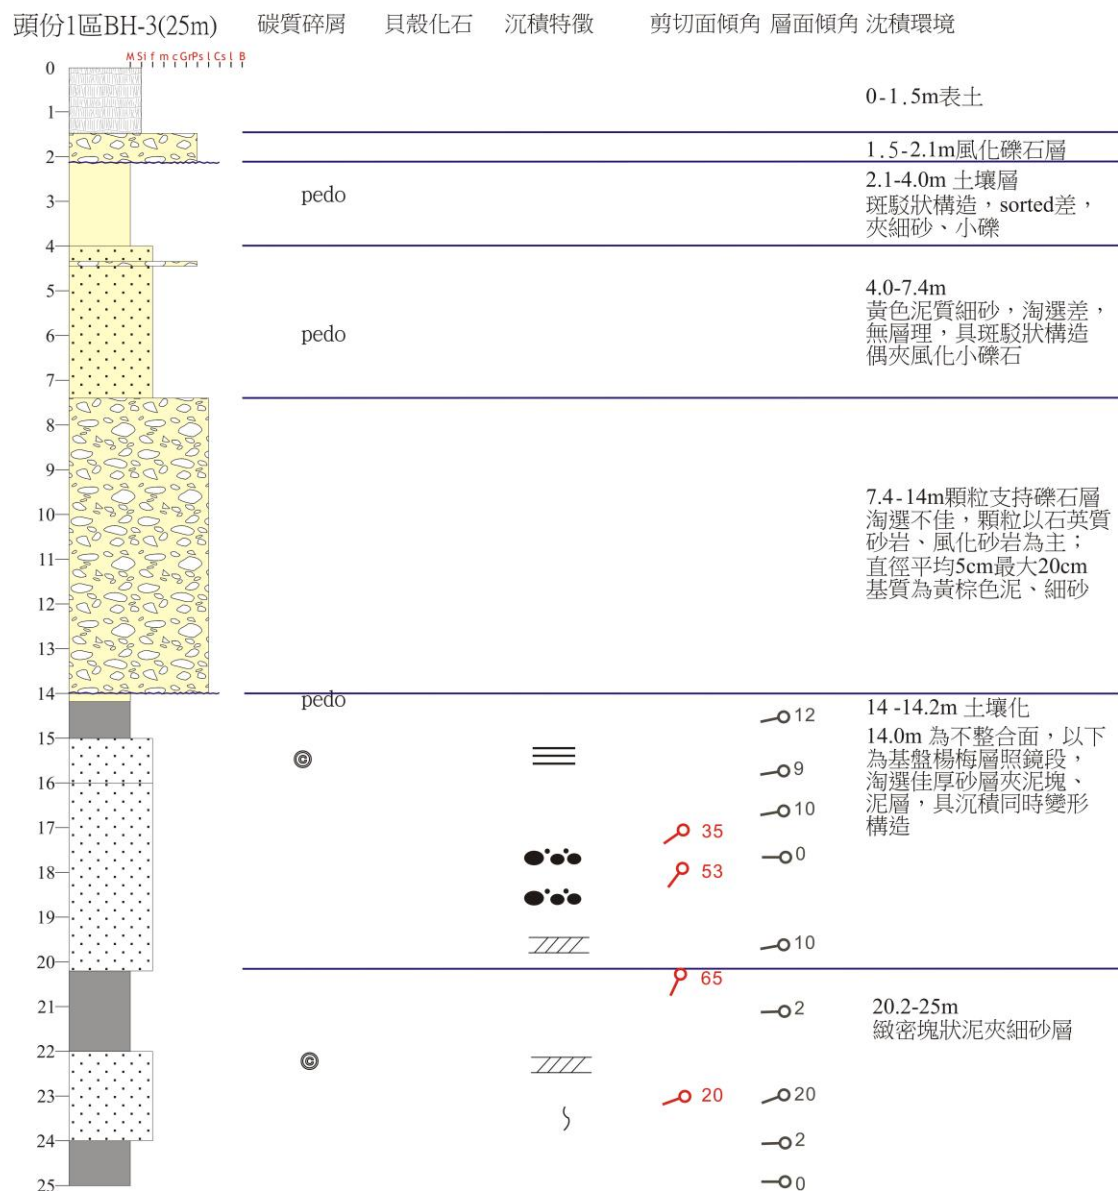 頭份1區BH-3(25m) 碳質碎屑 貝殼化石 沉積特徵 剪切面傾角 層面傾角 沈積環境
M Si f m c Gr Ps l C s l B
0
0-1.5m表土
1
1.5-2.1m風化礫石層
2
2.1-4.0m 土壤層
pedo
斑駁狀構造，sorted差，
3
夾細砂、小礫
4
4.0-7.4m
5
黃色泥質細砂，淘選差，
pedo
無層理，具斑駁狀構造
6
偶夾風化小礫石
7
8
9
7.4-14m顆粒支持礫石層
10
淘選不佳，顆粒以石英質
砂岩、風化砂岩為主；
11
直徑平均5cm最大20cm
基質為黃棕色泥、細砂
12
13
14
pedo
14 -14.2m 土壤化
12
14.0m 為不整合面，以下
15
為基盤楊梅層照鏡段，
© 9
淘選佳厚砂層夾泥塊、
16
泥層，具沉積同時變形
10
構造
17
35
0
18
53
19
10
20
65
20.2-25m
21
2
緻密塊狀泥夾細砂層
22
©
23
20 20
24
2
25
0